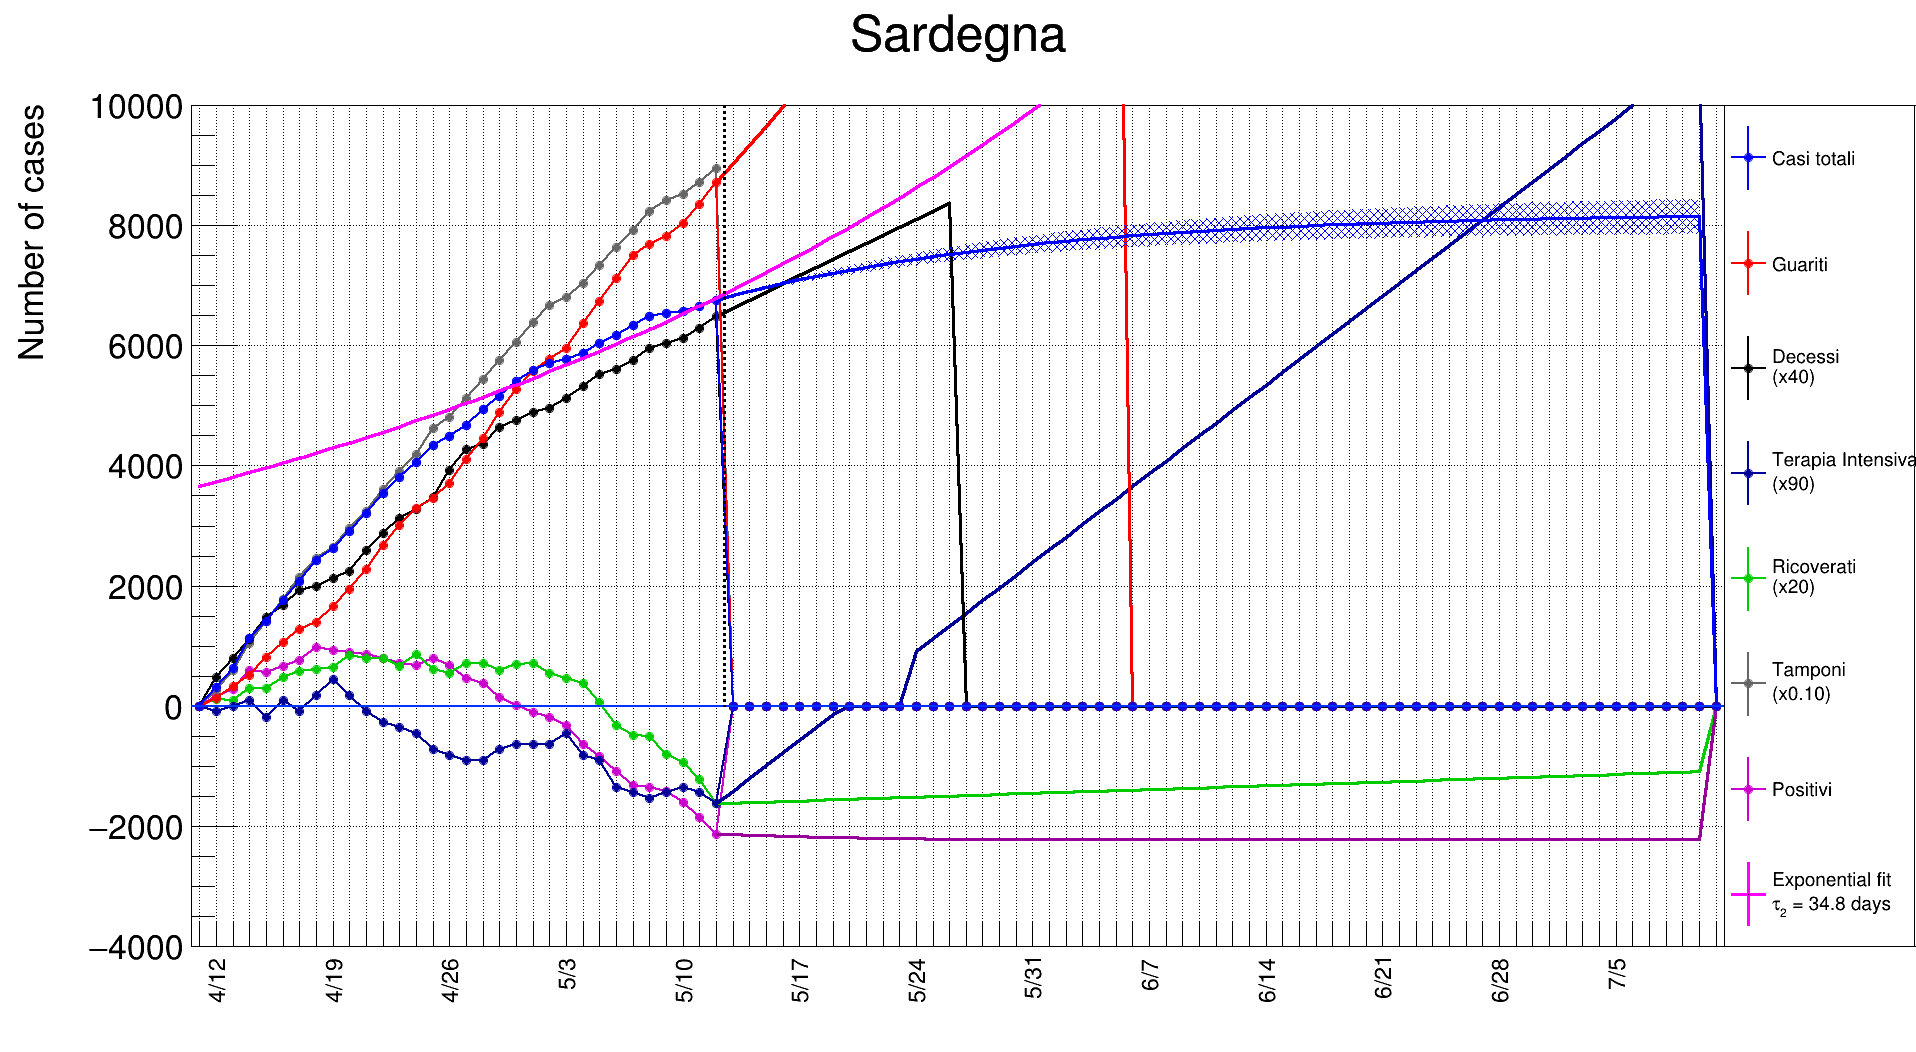 Sardegna
Number of cases
10000
8000
6000
4000
2000
0
−2000
−4000
4/12
4/19
4/26
5/3
5/10
5/17
5/24
5/31
6/7
6/14
6/21
6/28
7/5
Casi totali
Guariti
Decessi
(x40)
Terapia Intensiva
(x90)
Ricoverati
(x20)
Tamponi
(x0.10)
Positivi
Exponential fit
τ2 = 34.8 days